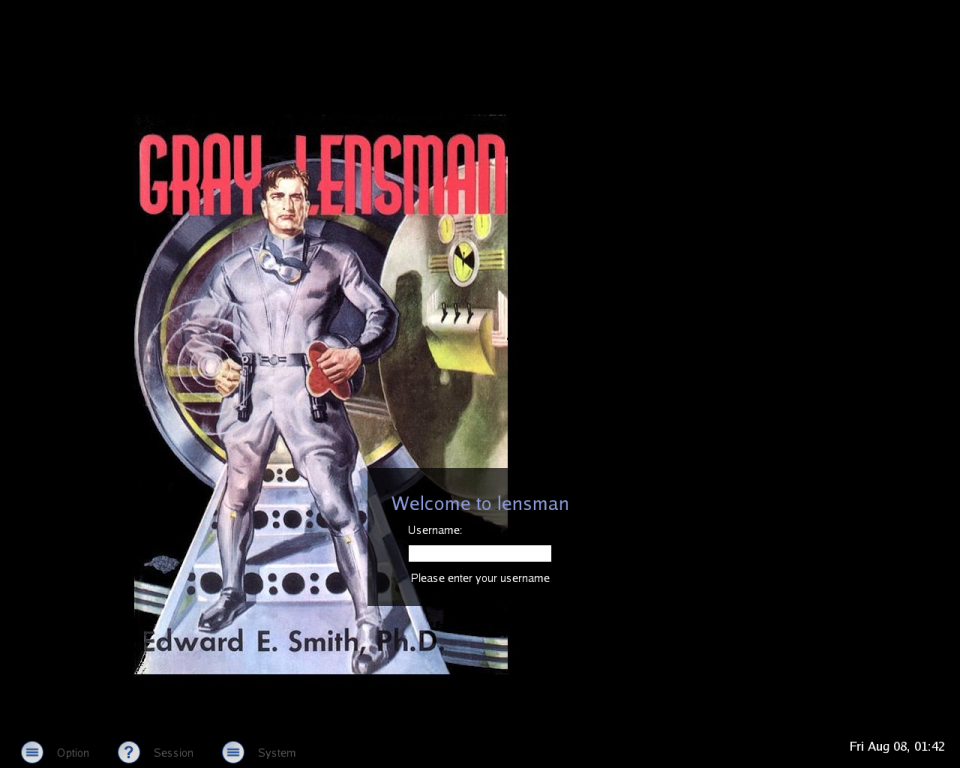 GRAY LENSMAN
Welcome to lensman
Username:
Please enter your username
Edward E. Smith, Ph.D.
Option
Session
System
Fri Aug 08, 01:42